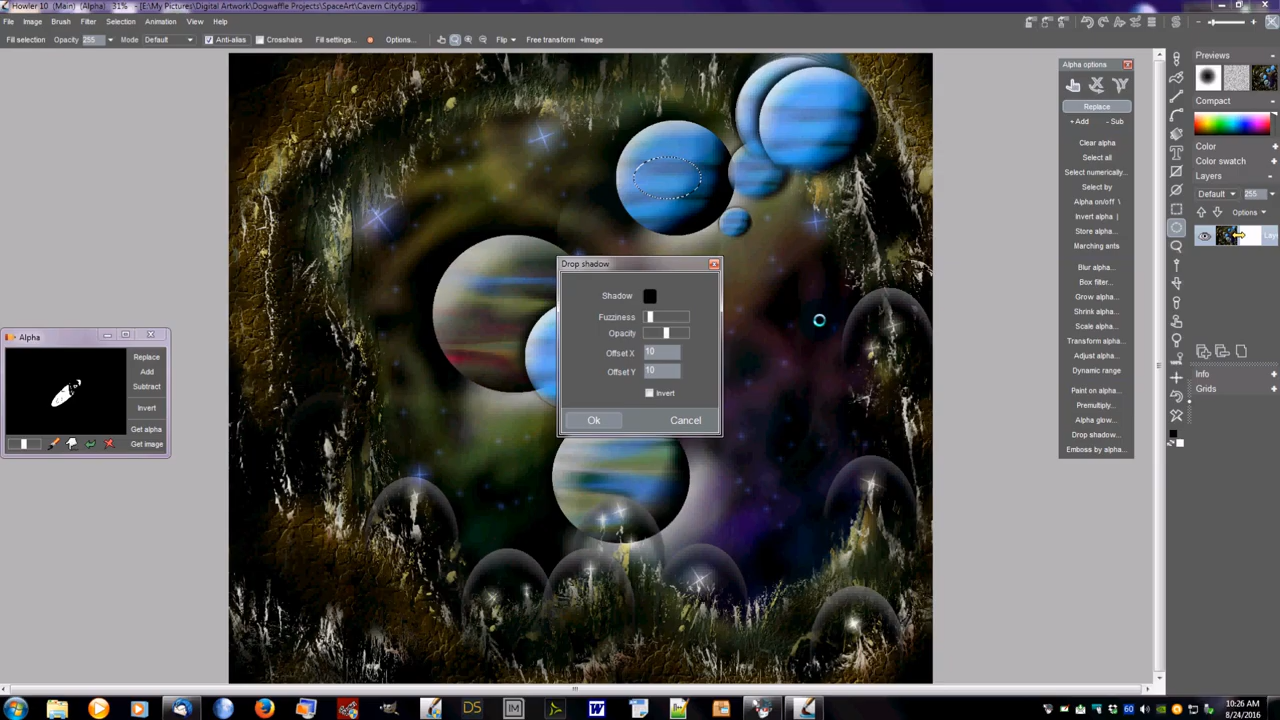 Howler 10 (Main) (Alpha) 31% - [E:\My Pictures\Digital Artwork\Dogwaffle Projects\SpaceArt\Cavern City6.jpg]
File Image Brush Filter Selection Animation View Help
Fill selection Opacity 255 Mode Default Anti-alias Crosshairs Fill settings... Options... Flip Free transform +Image
Alpha options
Replace
+Add - Sub
Clear alpha
Select all
Select numerically...
Select by
Alpha on/off \
Invert alpha |
Store alpha...
Marching ants
Blur alpha...
Box filter...
Grow alpha...
Shrink alpha...
Scale alpha...
Transform alpha...
Adjust alpha...
Dynamic range
Paint on alpha...
Premultiply...
Alpha glow...
Drop shadow...
Emboss by alpha...
Previews
Compact
Color
Color swatch
Layers
Default 255
Options
Info
Grids
Alpha
Replace
Add
Subtract
Invert
Get alpha
Get image
Drop shadow
Shadow
Fuzziness
Opacity
Offset X 10
Offset Y 10
Invert
Ok Cancel
DS IM W 60
10:26 AM
8/24/2016